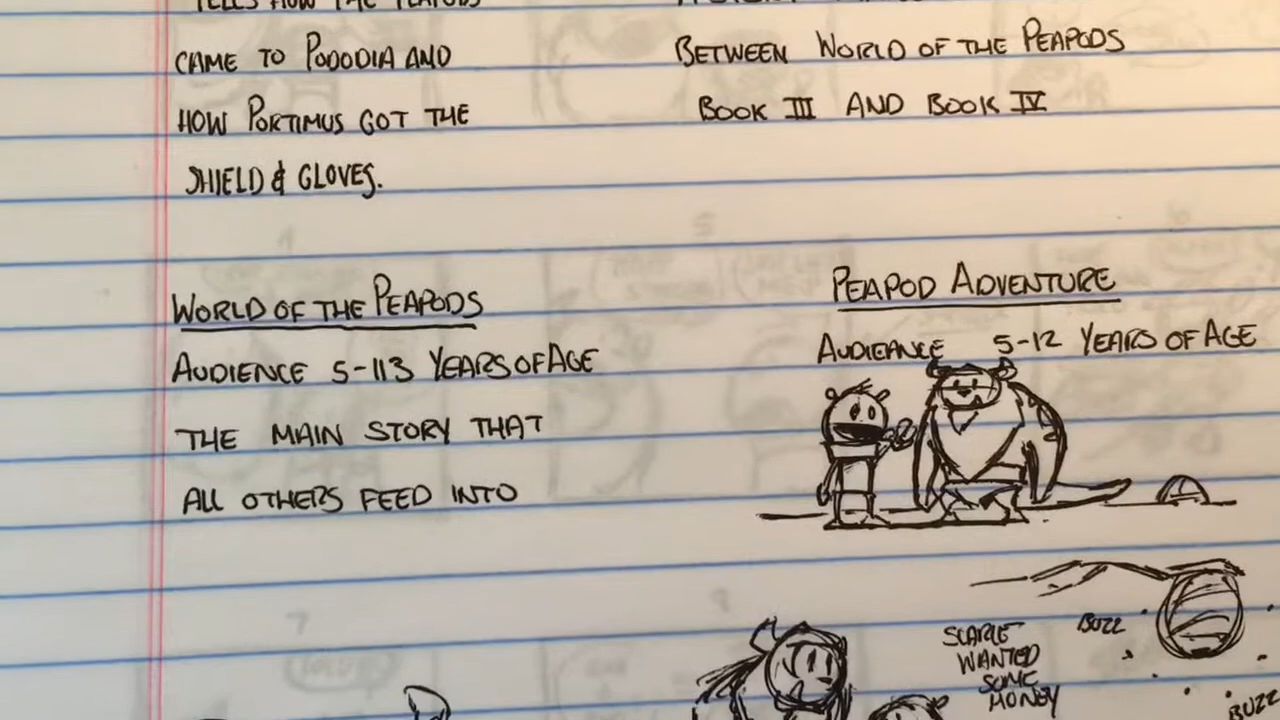 CAME TO PODODIA AND
HOW PORTIMUS GOT THE
SHIELD & GLOVES.
BETWEEN WORLD OF THE PEAPODS
BOOK III AND BOOK IV
WORLD OF THE PEAPODS
AUDIENCE 5-113 YEARS OF AGE
THE MAIN STORY THAT
ALL OTHERS FEED INTO
PEAPOD ADVENTURE
AUDIEANCE 5-12 YEARS OF AGE
SCARLET
WANTED
SOME
HONEY
BUZZ
BUZZ